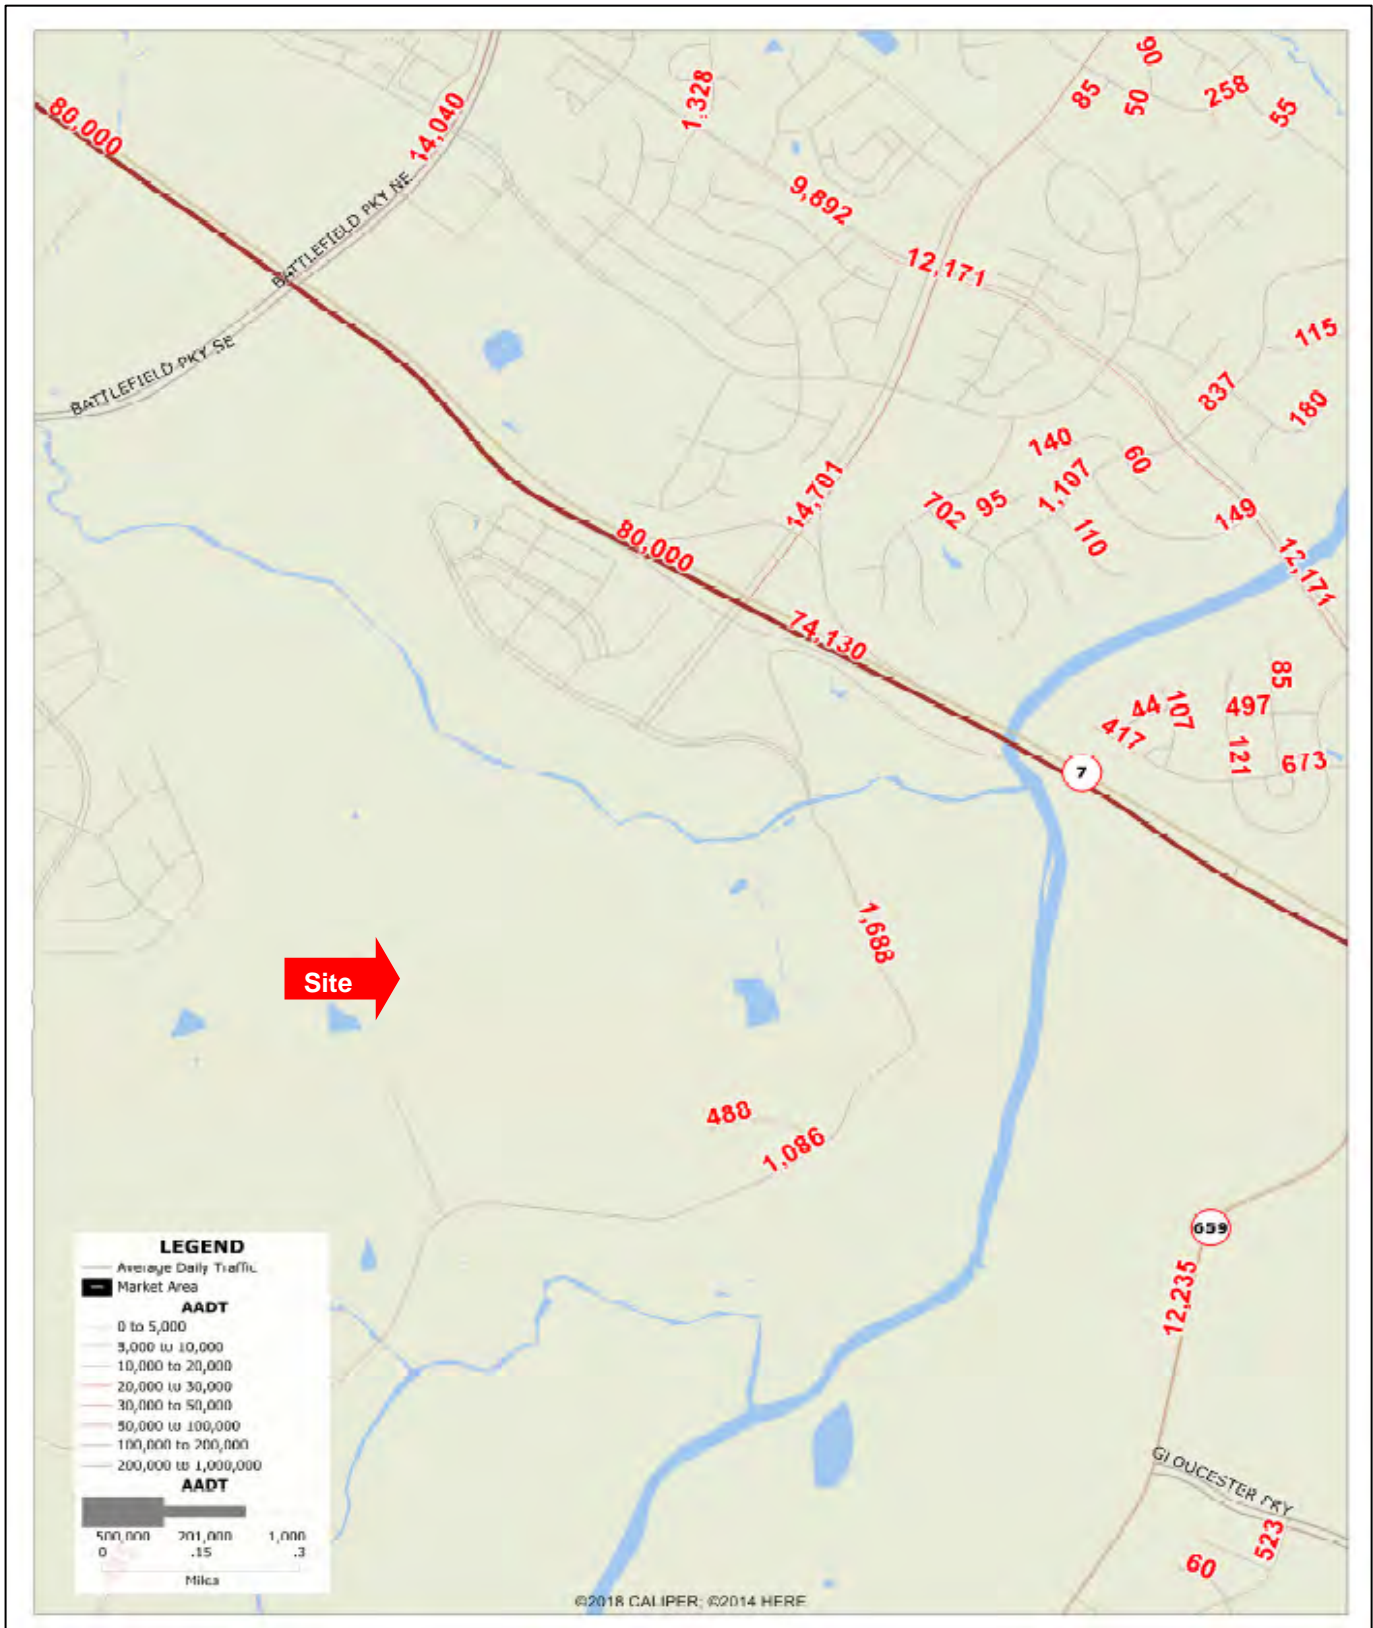 90
85
50
258
55
1,328
80,000
14,040
9,892
BATTLEFIELD PKY NE
12,171
115
BATTLEFIELD PKY SE
837
180
140
60
1,107
14,701
702
95
110
149
80,000
12,171
74,130
85
44
107
497
417
121
673
7
1,688
Site
488
1,086
659
12,235
LEGEND
Average Daily Traffic
Market Area
AADT
0 to 5,000
5,000 to 10,000
10,000 to 20,000
20,000 to 30,000
30,000 to 50,000
50,000 to 100,000
100,000 to 200,000
200,000 to 1,000,000
AADT
500,000 201,000 1,000
0 .15 .3
Miles
GLOUCESTER PKY
523
60
©2018 CALIPER; ©2014 HERE